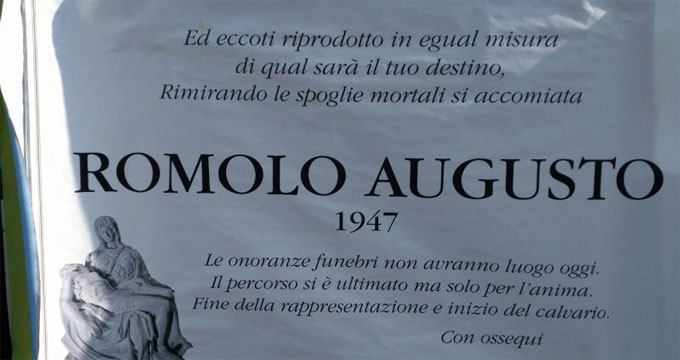 Ed eccoti riprodotto in egual misura
di qual sarà il tuo destino,
Rimirando le spoglie mortali si accomiata
ROMOLO AUGUSTO
1947
Le onoranze funebri non avranno luogo oggi.
Il percorso si è ultimato ma solo per l'anima.
Fine della rappresentazione e inizio del calvario.
Con ossequi